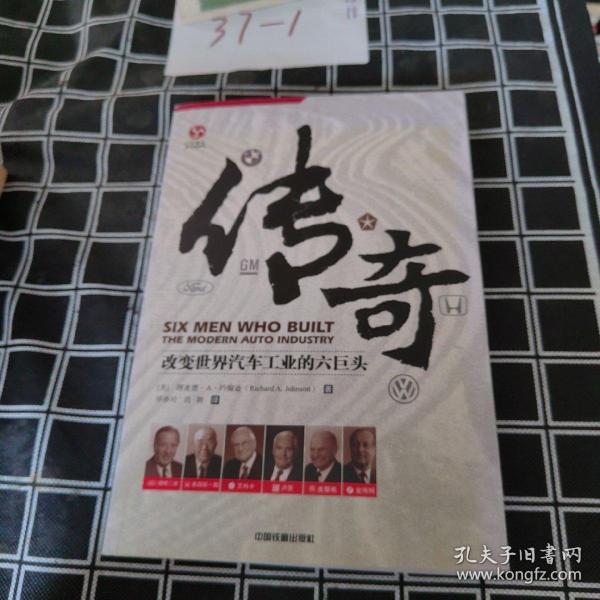 37-1
传奇
GM
Ford
SIX MEN WHO BUILT
THE MODERN AUTO INDUSTRY
改变世界汽车工业的六巨头
(Richard A. Johnson) 著
译
中国铁道出版社
孔夫子旧书网
www.kongfz.com